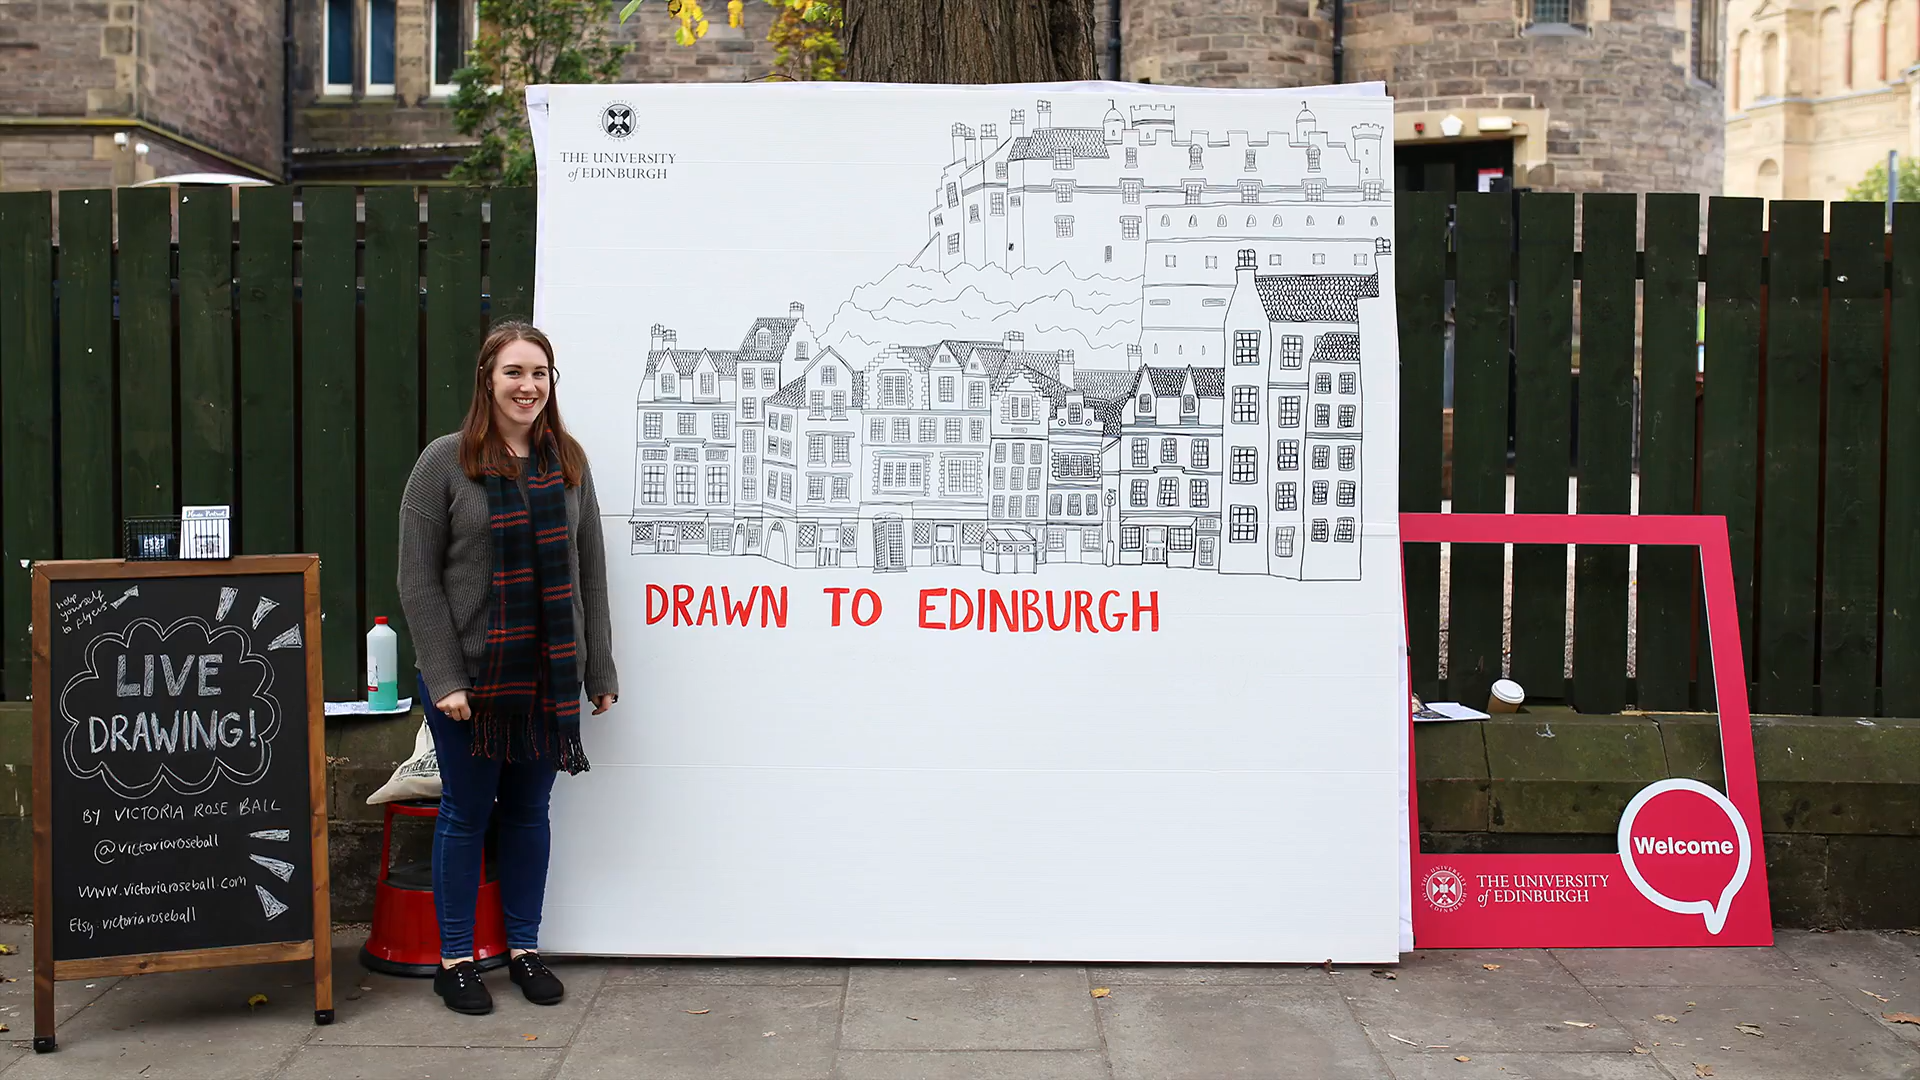 help
yourself
to flyers
LIVE
DRAWING!
BY VICTORIA ROSE BALL
@victoriaroseball
www.victoriaroseball.com
Etsy: victoriaroseball
THE UNIVERSITY
of EDINBURGH
DRAWN TO EDINBURGH
Welcome
THE UNIVERSITY
of EDINBURGH